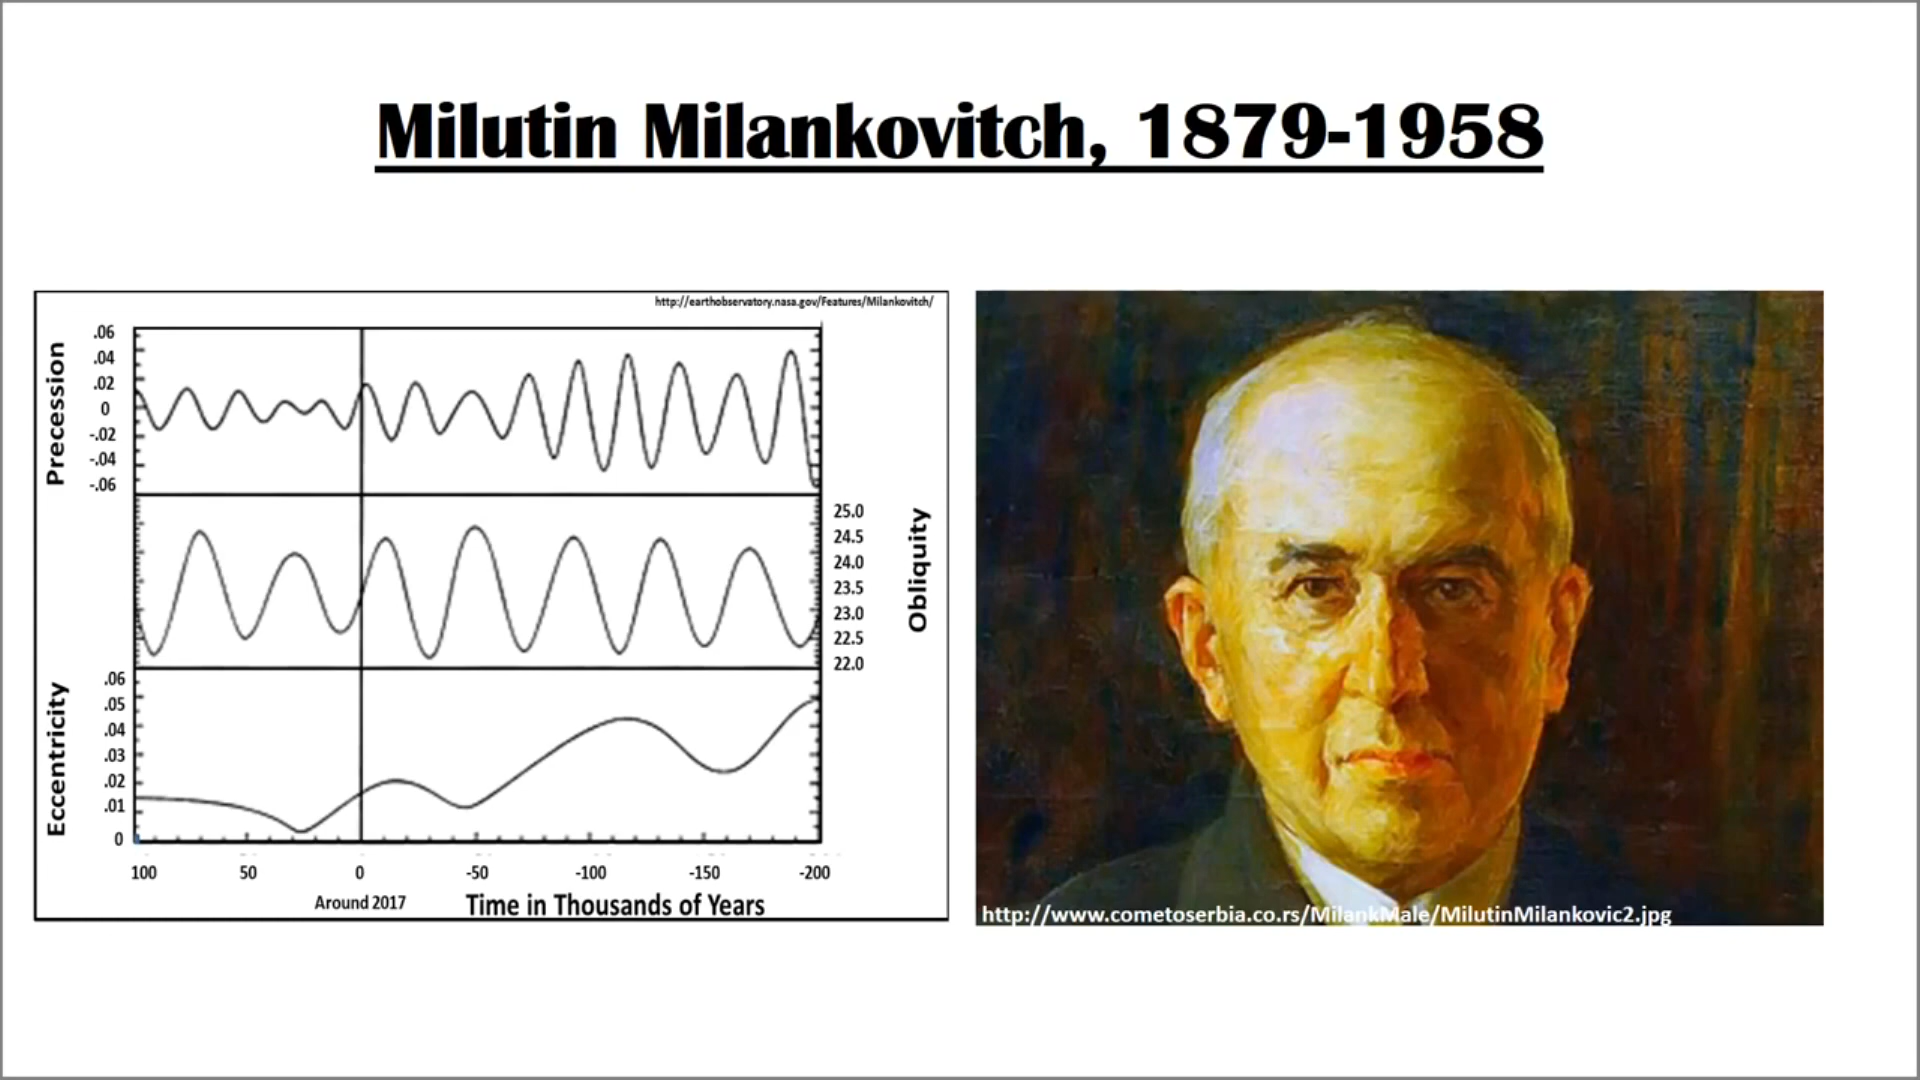 Milutin Milankovitch, 1879-1958
http://earthobservatory.nasa.gov/Features/Milankovitch/
Precession
.06
.04
.02
0
-.02
-.04
-.06
Obliquity
25.0
24.5
24.0
23.5
23.0
22.5
22.0
Eccentricity
.06
.05
.04
.03
.02
.01
0
100 50 0 -50 -100 -150 -200
Around 2017
Time in Thousands of Years
http://www.cometoserbia.co.rs/MilankMale/MilutinMilankovic2.jpg